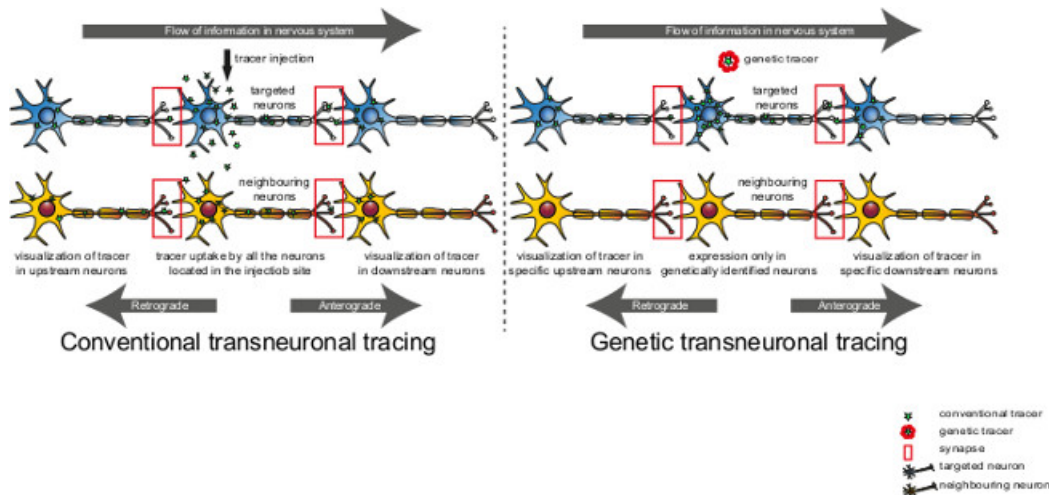 Flow of information in nervous system
tracer injection
targeted
neurons
neighbouring
neurons
visualization of tracer
in upstream neurons
tracer uptake by all the neurons
located in the injectiob site
visualization of tracer
in downstream neurons
Retrograde
Anterograde
Conventional transneuronal tracing
Flow of information in nervous system
genetic tracer
targeted
neurons
neighbouring
neurons
visualization of tracer in
specific upstream neurons
expression only in
genetically identified neurons
visualization of tracer in
specific downstream neurons
Retrograde
Anterograde
Genetic transneuronal tracing
conventional tracer
genetic tracer
synapse
targeted neuron
neighbouring neuron